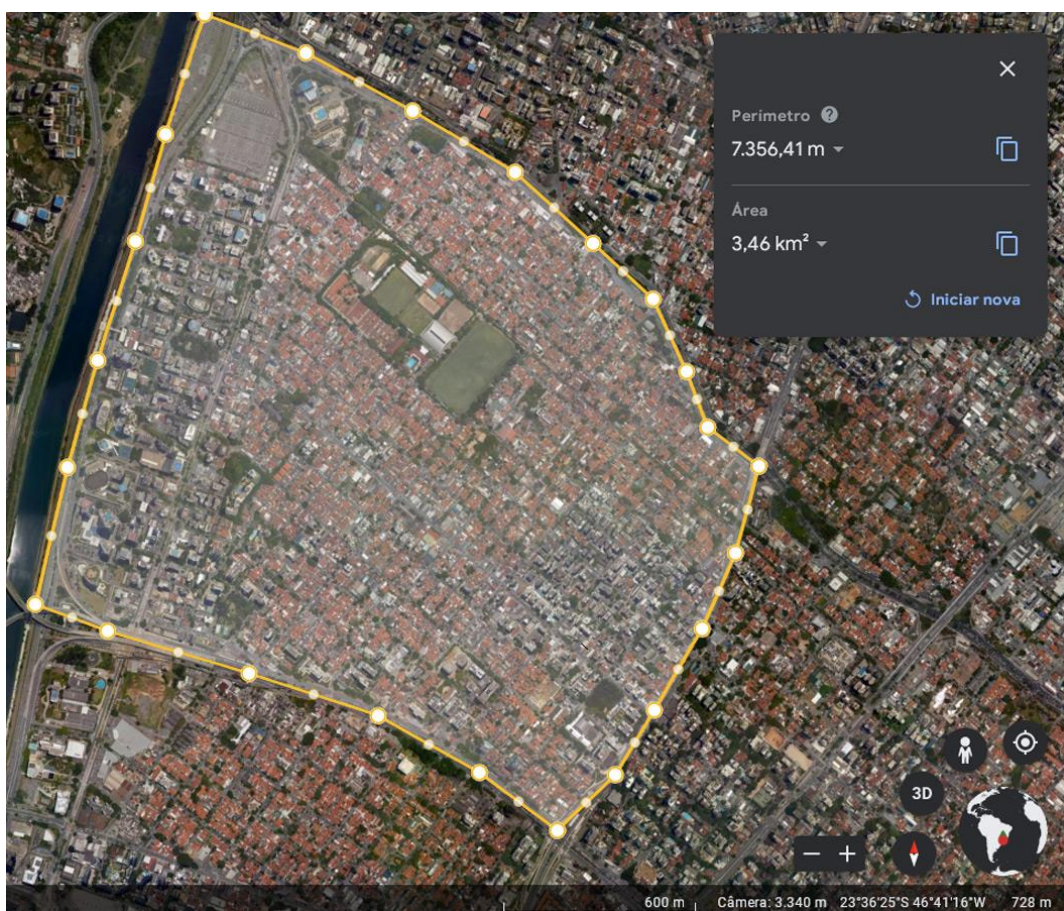 Perímetro
7.356,41 m
Área
3,46 km²
Iniciar nova
3D
600 m Câmera: 3.340 m 23°36'25"S 46°41'16"W 728 m